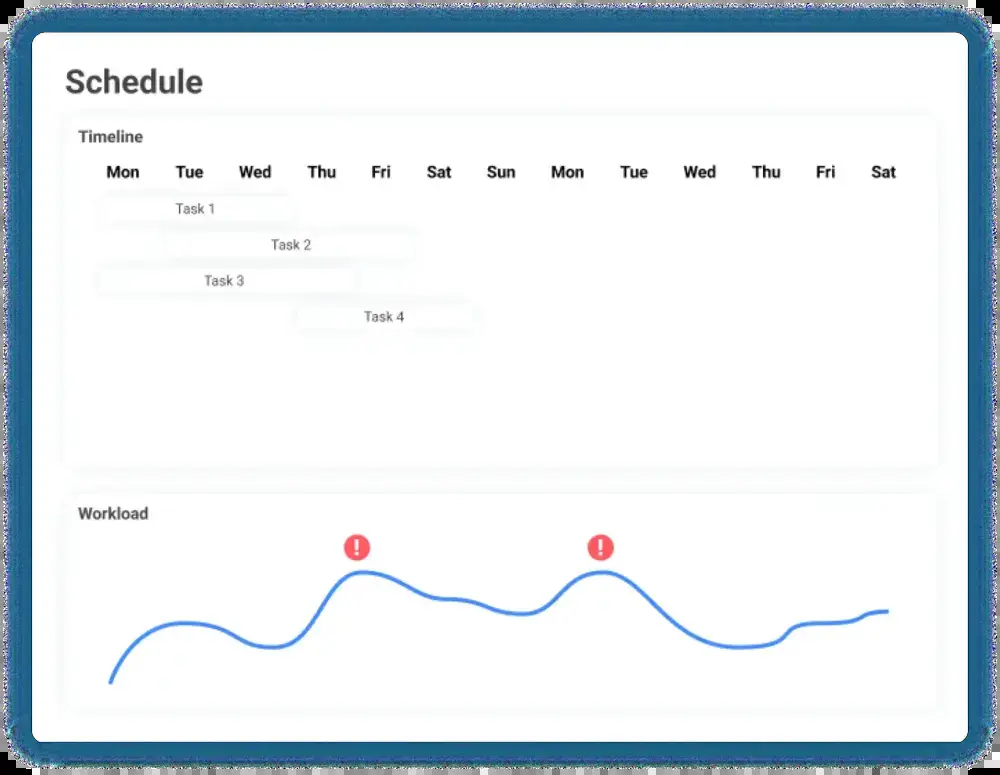 Schedule
Timeline
Mon Tue Wed Thu Fri Sat Sun Mon Tue Wed Thu Fri Sat
Task 1
Task 2
Task 3
Task 4
Workload
!
!